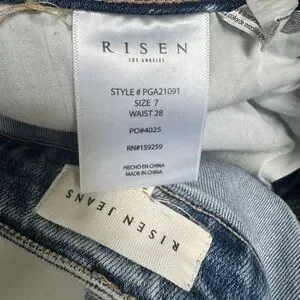 RISEN
LOS ANGELES
STYLE # PGA21091
SIZE 7
WAIST 28
PO#4025
RN#159259
HECHO EN CHINA
MADE IN CHINA
RISEN JEANS